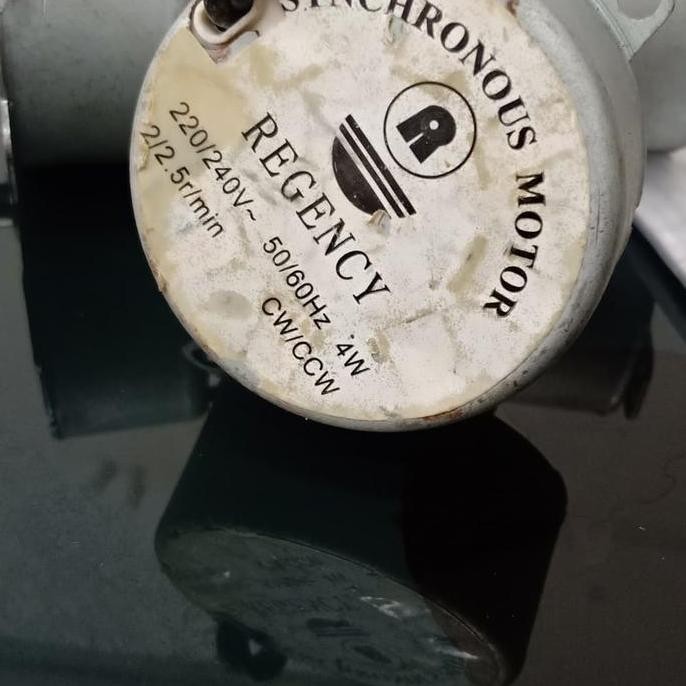 SYNCHRONOUS MOTOR
R
REGENCY
220/240V~ 50/60Hz 4W
2/2.5r/min CW/CCW